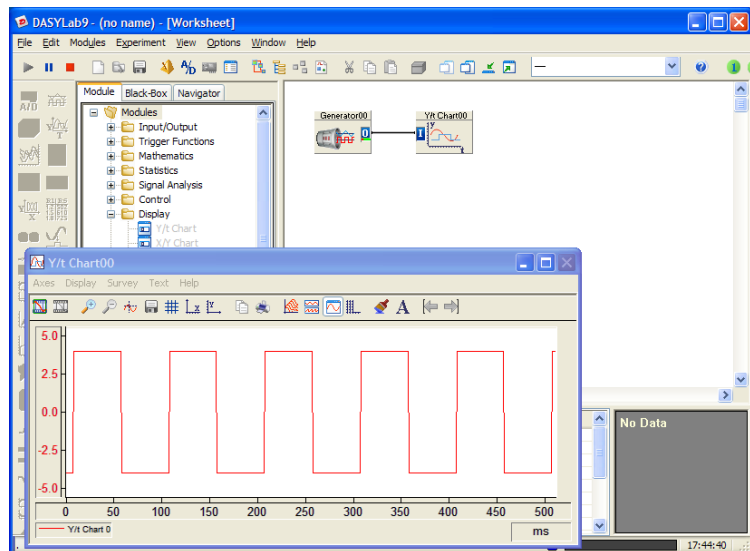 DASYLab9 - (no name) - [Worksheet]
File Edit Modules Experiment View Options Window Help
A/D
Module Black-Box Navigator
Modules
Input/Output
Trigger Functions
Mathematics
Statistics
Signal Analysis
Control
Display
Y/t Chart
X/Y Chart
Generator00
0
Y/t Chart00
1
y
t
Y/t Chart00
Axes Display Survey Text Help
5.0
2.5
0.0
-2.5
-5.0
0 50 100 150 200 250 300 350 400 450 500
Y/t Chart 0
ms
No Data
17:44:40